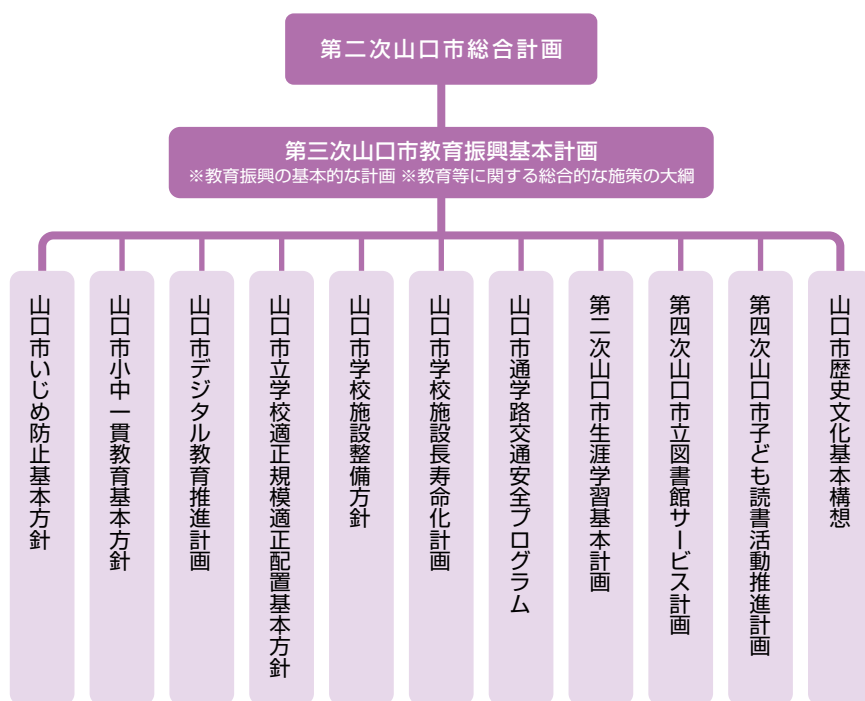 第二次山口市総合計画
第三次山口市教育振興基本計画
※教育振興の基本的な計画 ※教育等に関する総合的な施策の大綱
山口市いじめ防止基本方針
山口市小中一貫教育基本方針
山口市デジタル教育推進計画
山口市立学校適正規模適正配置基本方針
山口市学校施設整備方針
山口市学校施設長寿命化計画
山口市通学路交通安全プログラム
第二次山口市生涯学習基本計画
第四次山口市立図書館サービス計画
第四次山口市子ども読書活動推進計画
山口市歴史文化基本構想